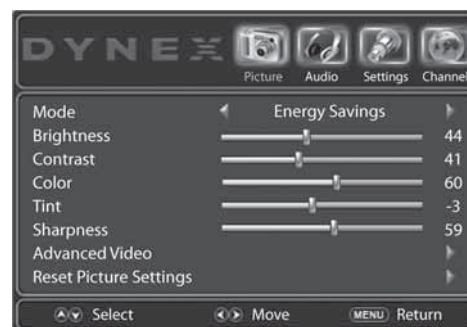 DYNEX
Picture Audio Settings Channel
Mode Energy Savings
Brightness 44
Contrast 41
Color 60
Tint -3
Sharpness 59
Advanced Video
Reset Picture Settings
Select Move MENU Return